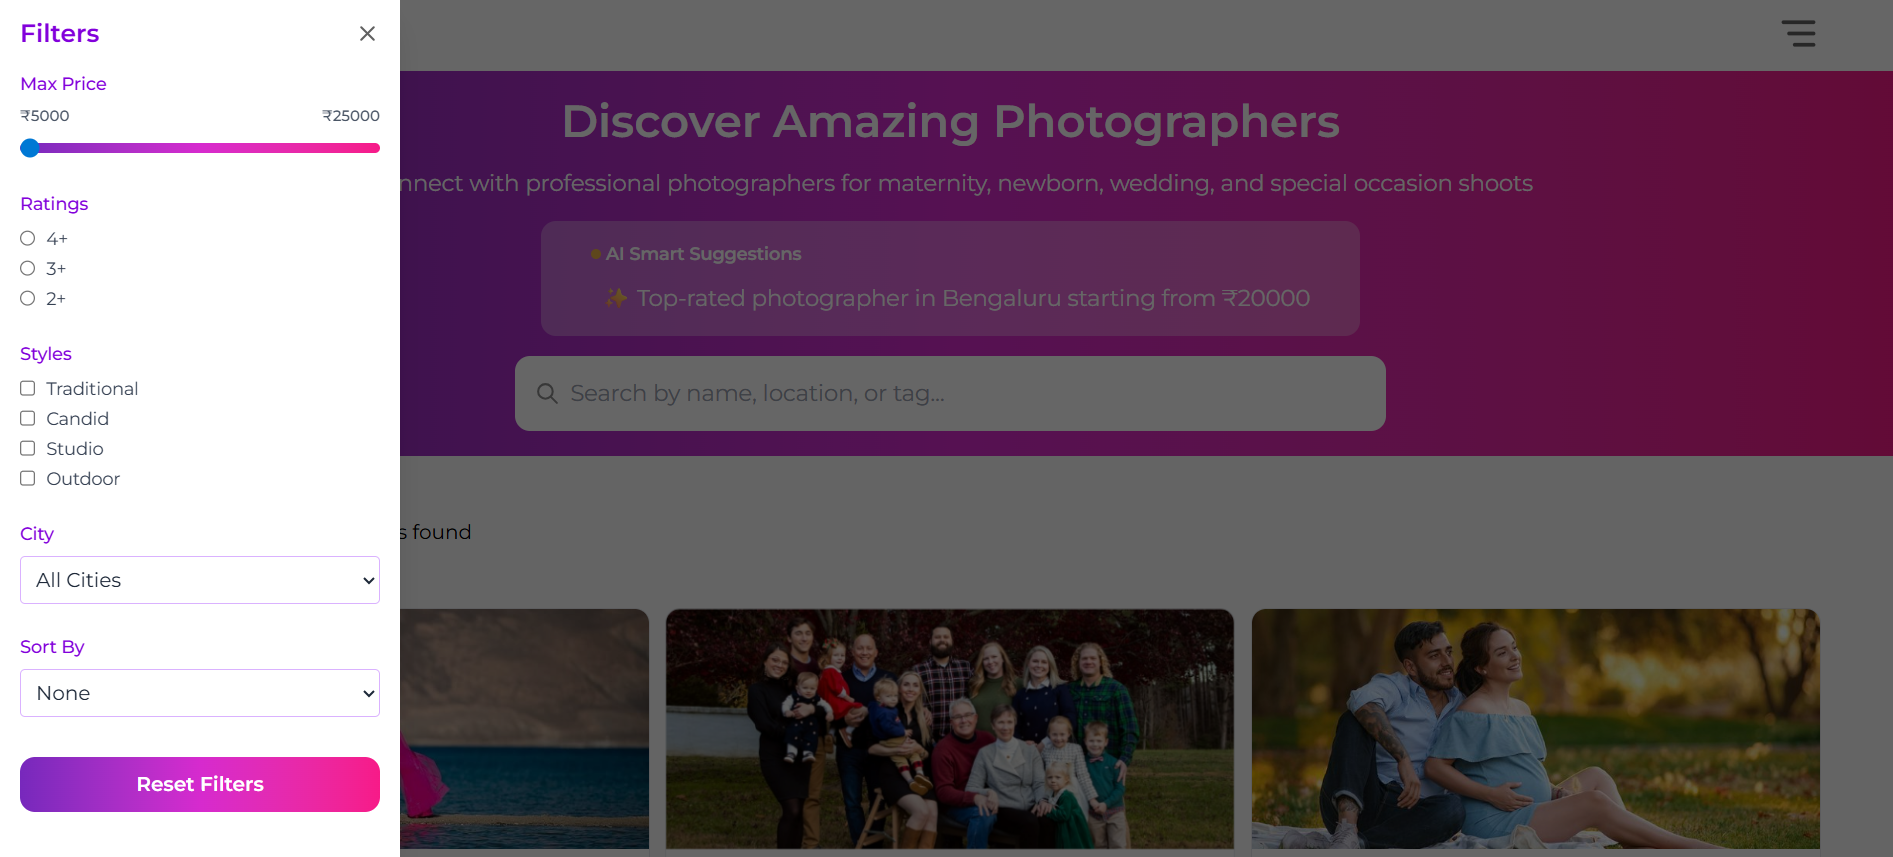 Filters
Max Price
₹5000 ₹25000
Ratings
4+
3+
2+
Styles
Traditional
Candid
Studio
Outdoor
City
All Cities
Sort By
None
Reset Filters
Discover Amazing Photographers
nnect with professional photographers for maternity, newborn, wedding, and special occasion shoots
AI Smart Suggestions
✨ Top-rated photographer in Bengaluru starting from ₹20000
Search by name, location, or tag...
s found